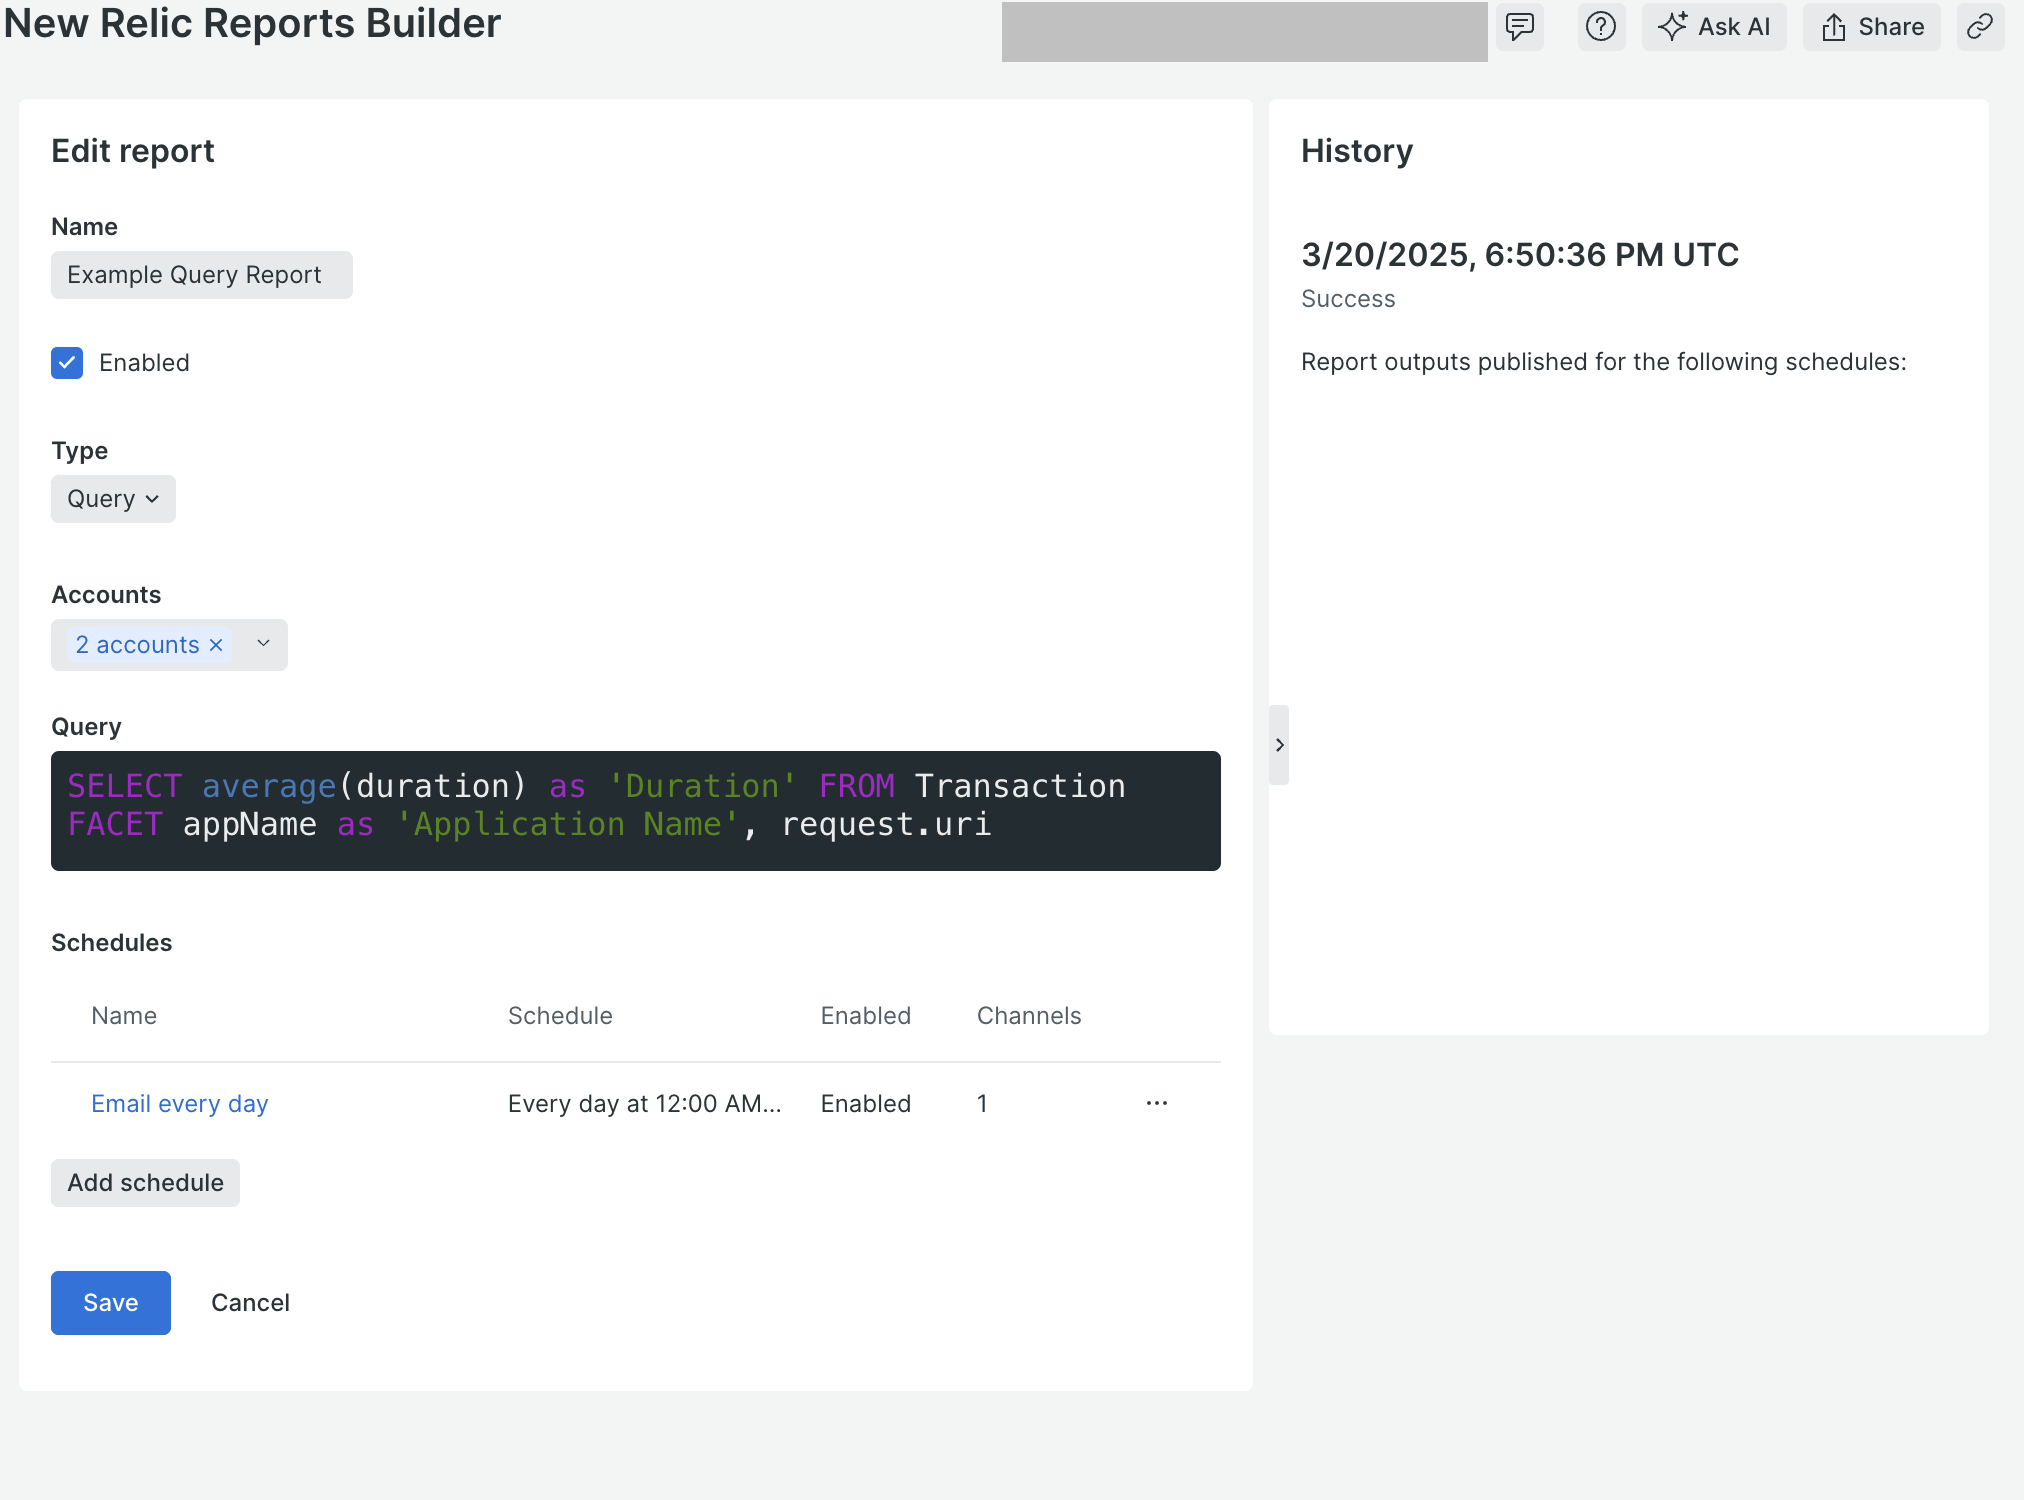 New Relic Reports Builder
Ask AI
Share
Edit report
Name
Example Query Report
Enabled
Type
Query
Accounts
2 accounts
Query
SELECT average(duration) as 'Duration' FROM Transaction
FACET appName as 'Application Name', request.uri
Schedules
Name Schedule Enabled Channels
Email every day Every day at 12:00 AM... Enabled 1
Add schedule
Save Cancel
History
3/20/2025, 6:50:36 PM UTC
Success
Report outputs published for the following schedules: